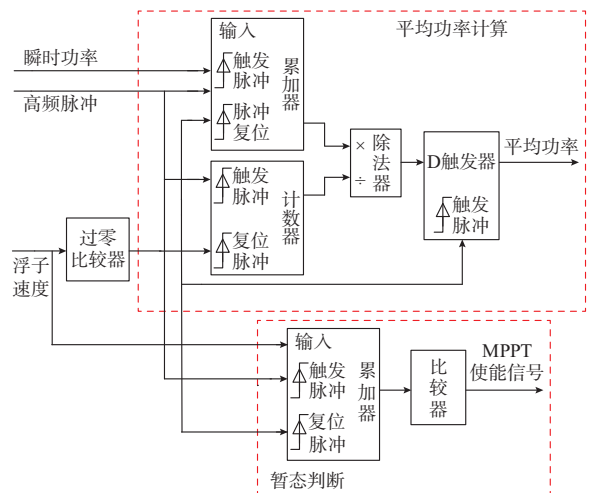 平均功率计算
瞬时功率
高频脉冲
输入
触发
脉冲
脉冲
复位
累加器
触发
脉冲
复位
脉冲
计数器
×
÷
除法器
D触发器
触发
脉冲
平均功率
浮子
速度
过零
比较器
输入
触发
脉冲
复位
脉冲
累加器
比较器
MPPT
使能信号
暂态判断